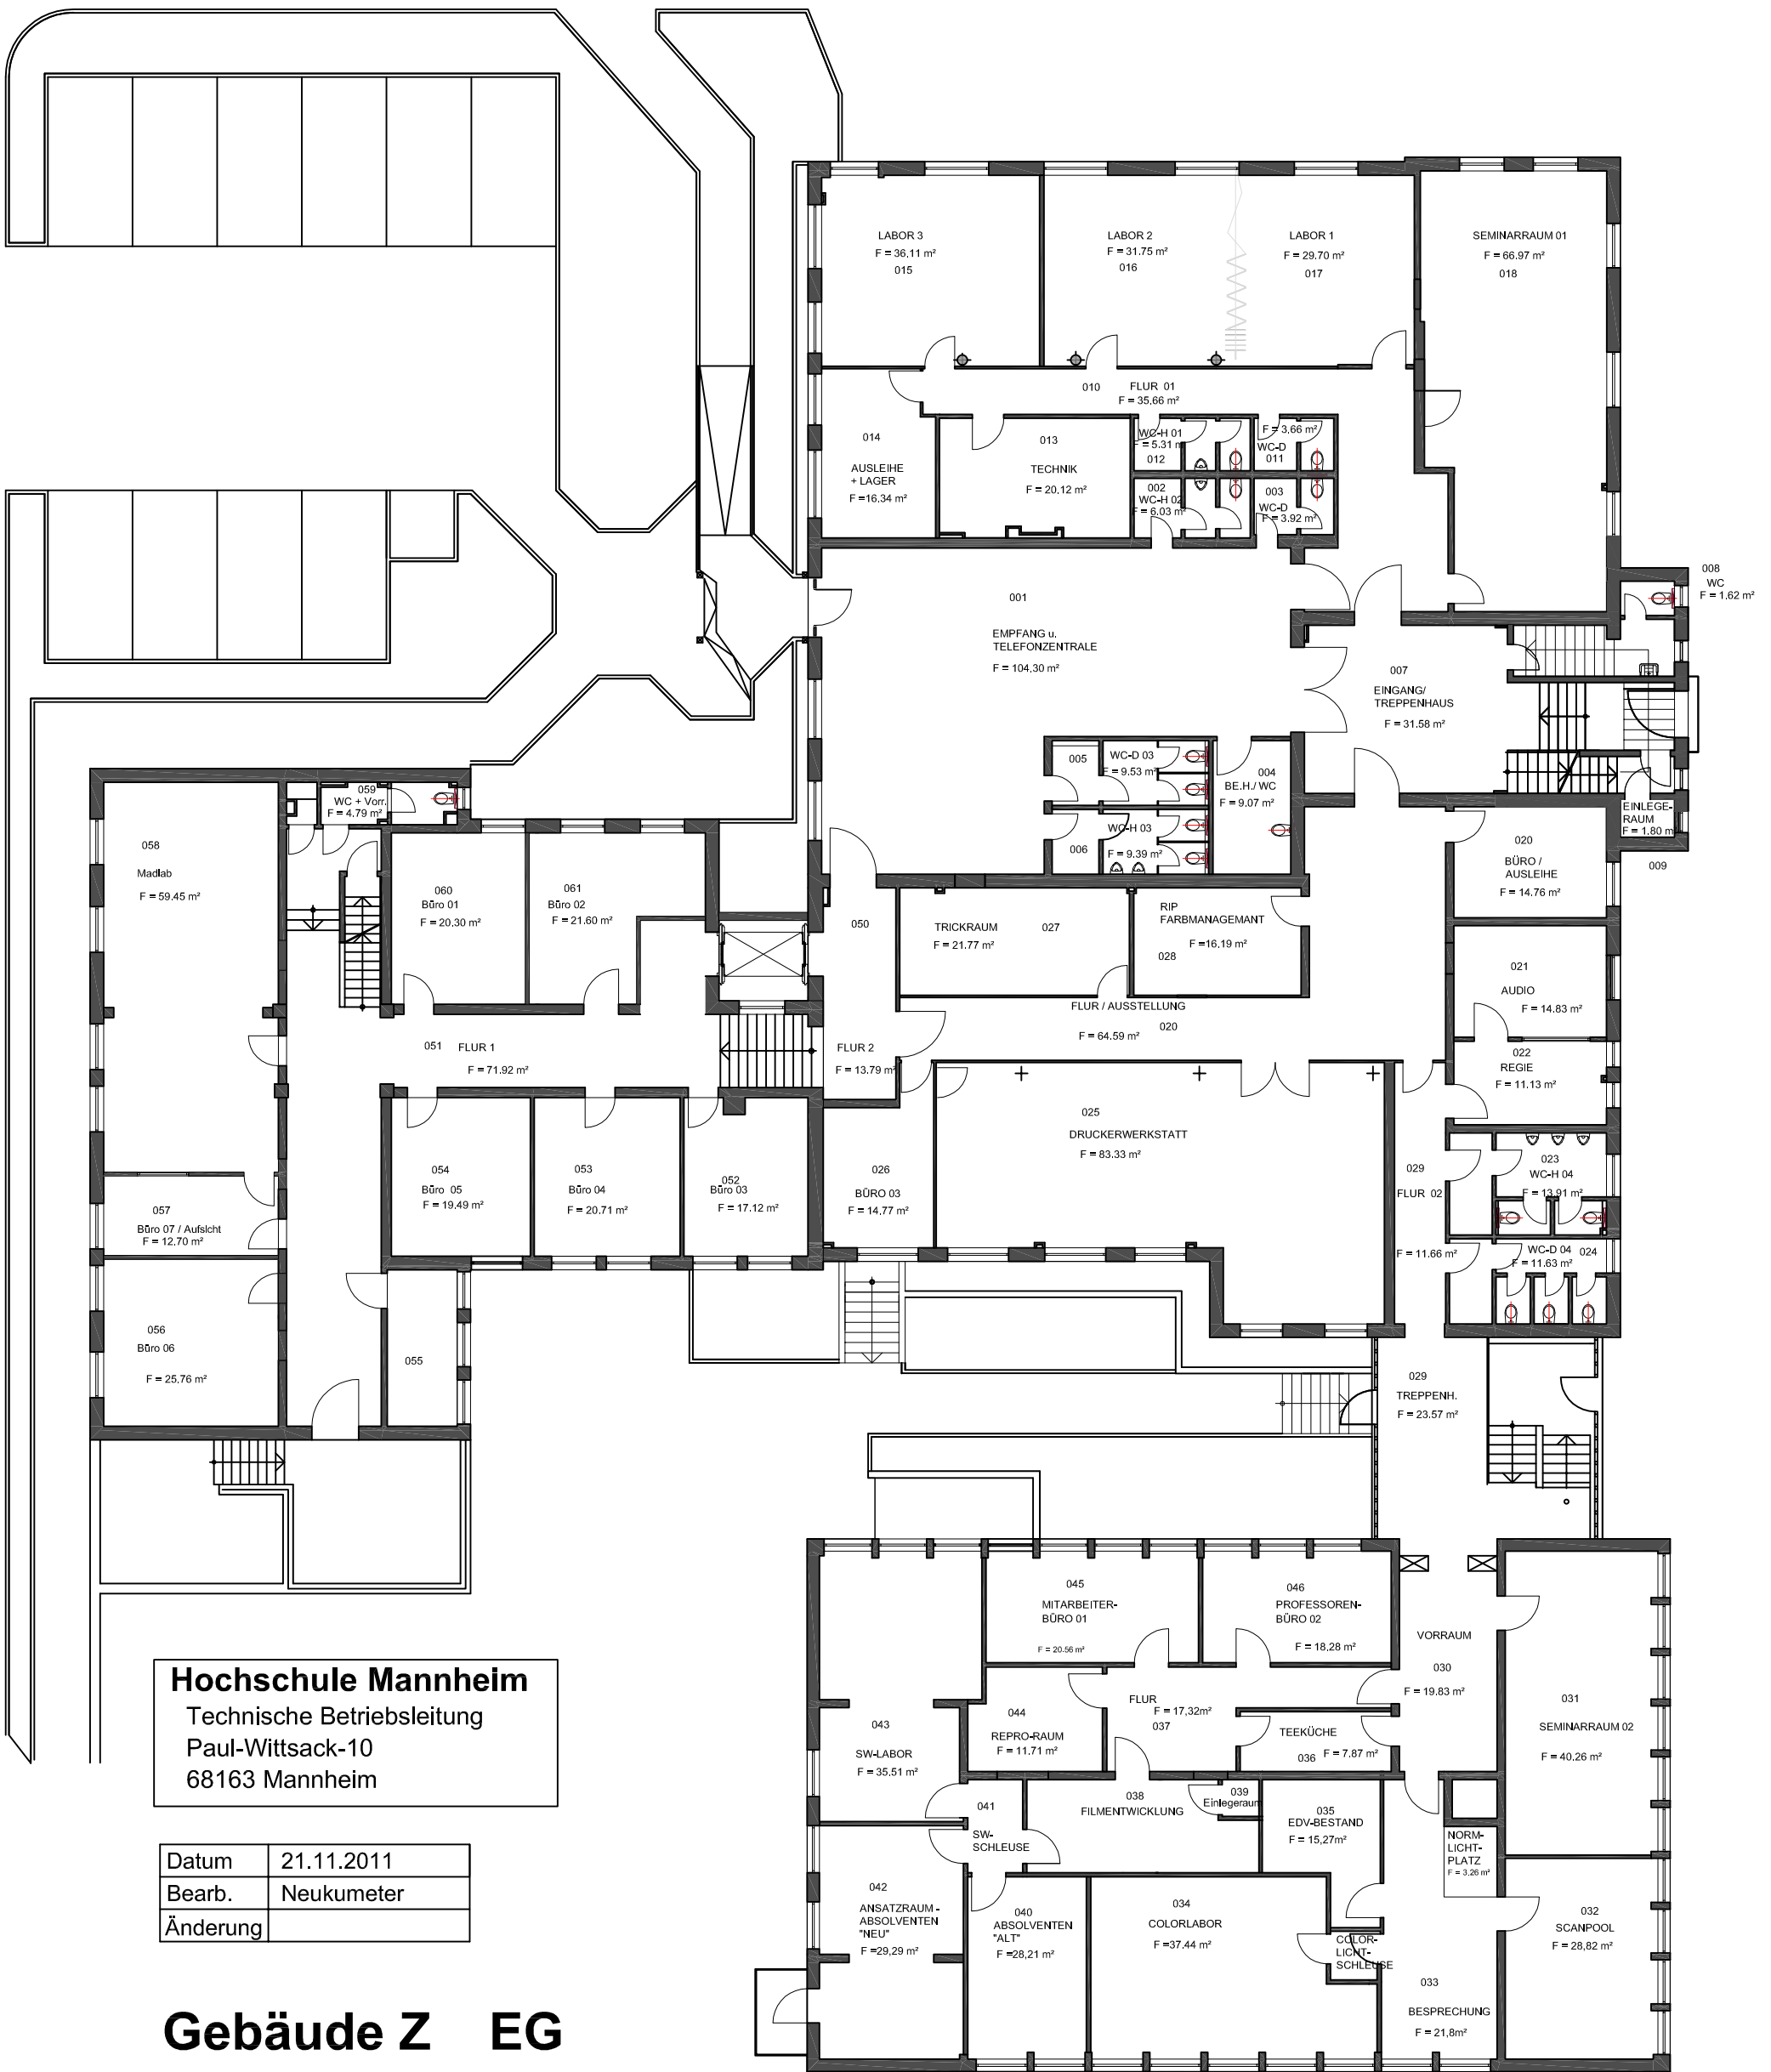 LABOR 3
F = 36,11 m²
015
LABOR 2
F = 31.75 m²
016
LABOR 1
F = 29.70 m²
017
SEMINARRAUM 01
F = 66.97 m²
018
010 FLUR 01
F = 35,66 m²
014
AUSLEIHE
+ LAGER
F =16.34 m²
013
TECHNIK
F = 20,12 m²
WC-H 01
F = 5.31 m
012
F = 3,66 m²
WC-D
011
002
WC-H 02
F = 6,03 m²
003
WC-D
F = 3.92 m²
008
WC
F = 1,62 m²
001
EMPFANG u.
TELEFONZENTRALE
F = 104,30 m²
007
EINGANG/
TREPPENHAUS
F = 31.58 m²
005
WC-D 03
F = 9.53 m²
004
BE.H./ WC
F = 9.07 m²
006
WC-H 03
F = 9.39 m²
EINLEGE-
RAUM
F = 1.80 m
009
020
BÜRO /
AUSLEIHE
F = 14.76 m²
059
WC + Vorr.
F = 4.79 m²
058
Madlab
F = 59.45 m²
060
Büro 01
F = 20.30 m²
061
Büro 02
F = 21.60 m²
050
TRICKRAUM 027
F = 21.77 m²
RIP
FARBMANAGEMANT
F =16.19 m²
028
021
AUDIO
F = 14.83 m²
FLUR / AUSSTELLUNG
020
F = 64.59 m²
051 FLUR 1
F = 71.92 m²
FLUR 2
F = 13.79 m²
022
REGIE
F = 11.13 m²
025
DRUCKERWERKSTATT
F = 83.33 m²
054
Büro 05
F = 19.49 m²
053
Büro 04
F = 20.71 m²
052
Büro 03
F = 17.12 m²
026
BÜRO 03
F = 14.77 m²
029
FLUR 02
F = 11.66 m²
023
WC-H 04
F = 13.91 m²
WC-D 04 024
F = 11.63 m²
057
Büro 07 / Aufsicht
F = 12,70 m²
056
Büro 06
F = 25,76 m²
055
029
TREPPENH.
F = 23.57 m²
045
MITARBEITER-
BÜRO 01
F = 20.56 m²
046
PROFESSOREN-
BÜRO 02
F = 18,28 m²
VORRAUM
030
F = 19.83 m²
031
SEMINARRAUM 02
F = 40.26 m²
043
SW-LABOR
F = 35,51 m²
044
REPRO-RAUM
F = 11.71 m²
FLUR
F = 17,32m²
037
TEEKÜCHE
036 F = 7.87 m²
041
SW-
SCHLEUSE
038
FILMENTWICKLUNG
039
Einlegeraum
035
EDV-BESTAND
F = 15,27m²
NORM-
LICHT-
PLATZ
F = 3.26 m²
042
ANSATZRAUM -
ABSOLVENTEN
"NEU"
F =29,29 m²
040
ABSOLVENTEN
"ALT"
F =28,21 m²
034
COLORLABOR
F =37.44 m²
COLOR-
LICHT-
SCHLEUSE
032
SCANPOOL
F = 28,82 m²
033
BESPRECHUNG
F = 21,8m²
Hochschule Mannheim
Technische Betriebsleitung
Paul-Wittsack-10
68163 Mannheim
Datum 21.11.2011
Bearb. Neukumeter
Änderung
Gebäude Z EG